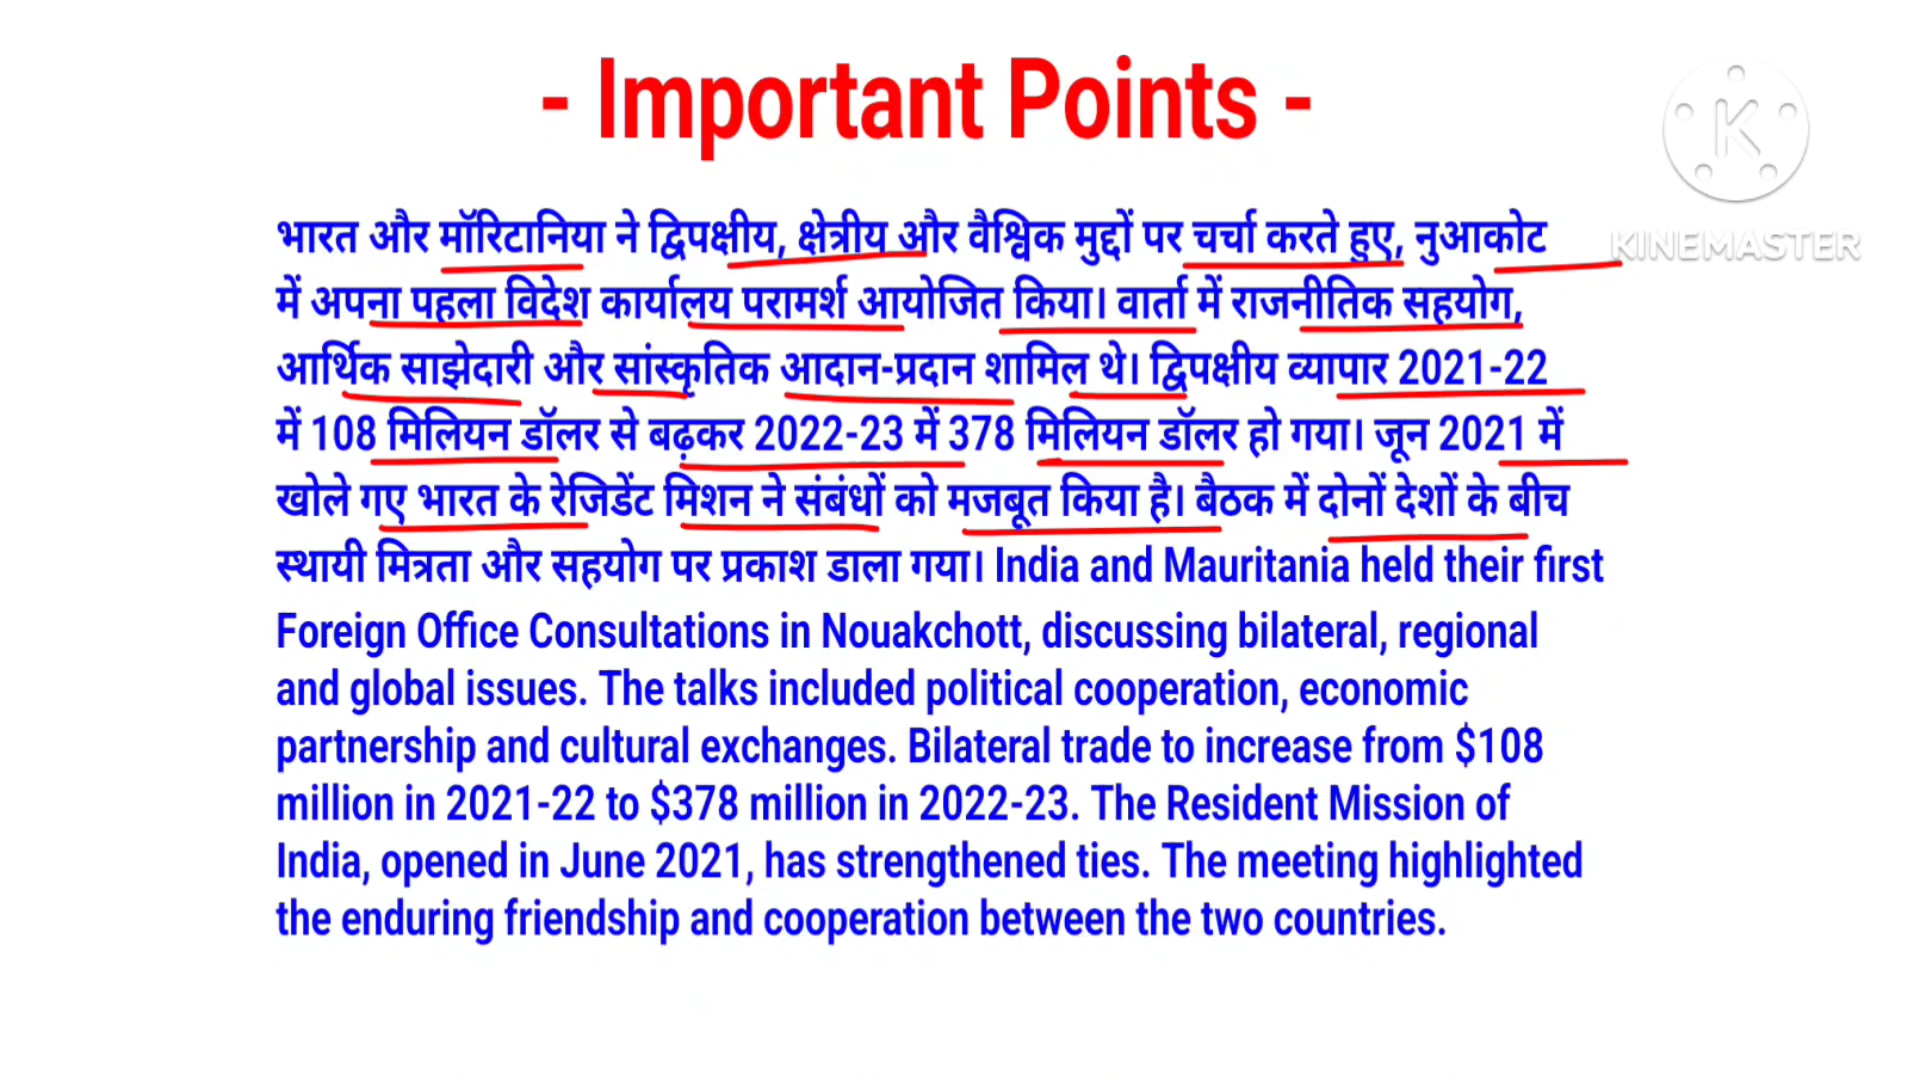 - Important Points -
भारत और मॉरिटानिया ने द्विपक्षीय, क्षेत्रीय और वैश्विक मुद्दों पर चर्चा करते हुए, नुआकोट
KINEMASTER
में अपना पहला विदेश कार्यालय परामर्श आयोजित किया। वार्ता में राजनीतिक सहयोग,
आर्थिक साझेदारी और सांस्कृतिक आदान-प्रदान शामिल थे। द्विपक्षीय व्यापार 2021-22
में 108 मिलियन डॉलर से बढ़कर 2022-23 में 378 मिलियन डॉलर हो गया। जून 2021 में
खोले गए भारत के रेजिडेंट मिशन ने संबंधों को मजबूत किया है। बैठक में दोनों देशों के बीच
स्थायी मित्रता और सहयोग पर प्रकाश डाला गया। India and Mauritania held their first
Foreign Office Consultations in Nouakchott, discussing bilateral, regional
and global issues. The talks included political cooperation, economic
partnership and cultural exchanges. Bilateral trade to increase from $108
million in 2021-22 to $378 million in 2022-23. The Resident Mission of
India, opened in June 2021, has strengthened ties. The meeting highlighted
the enduring friendship and cooperation between the two countries.